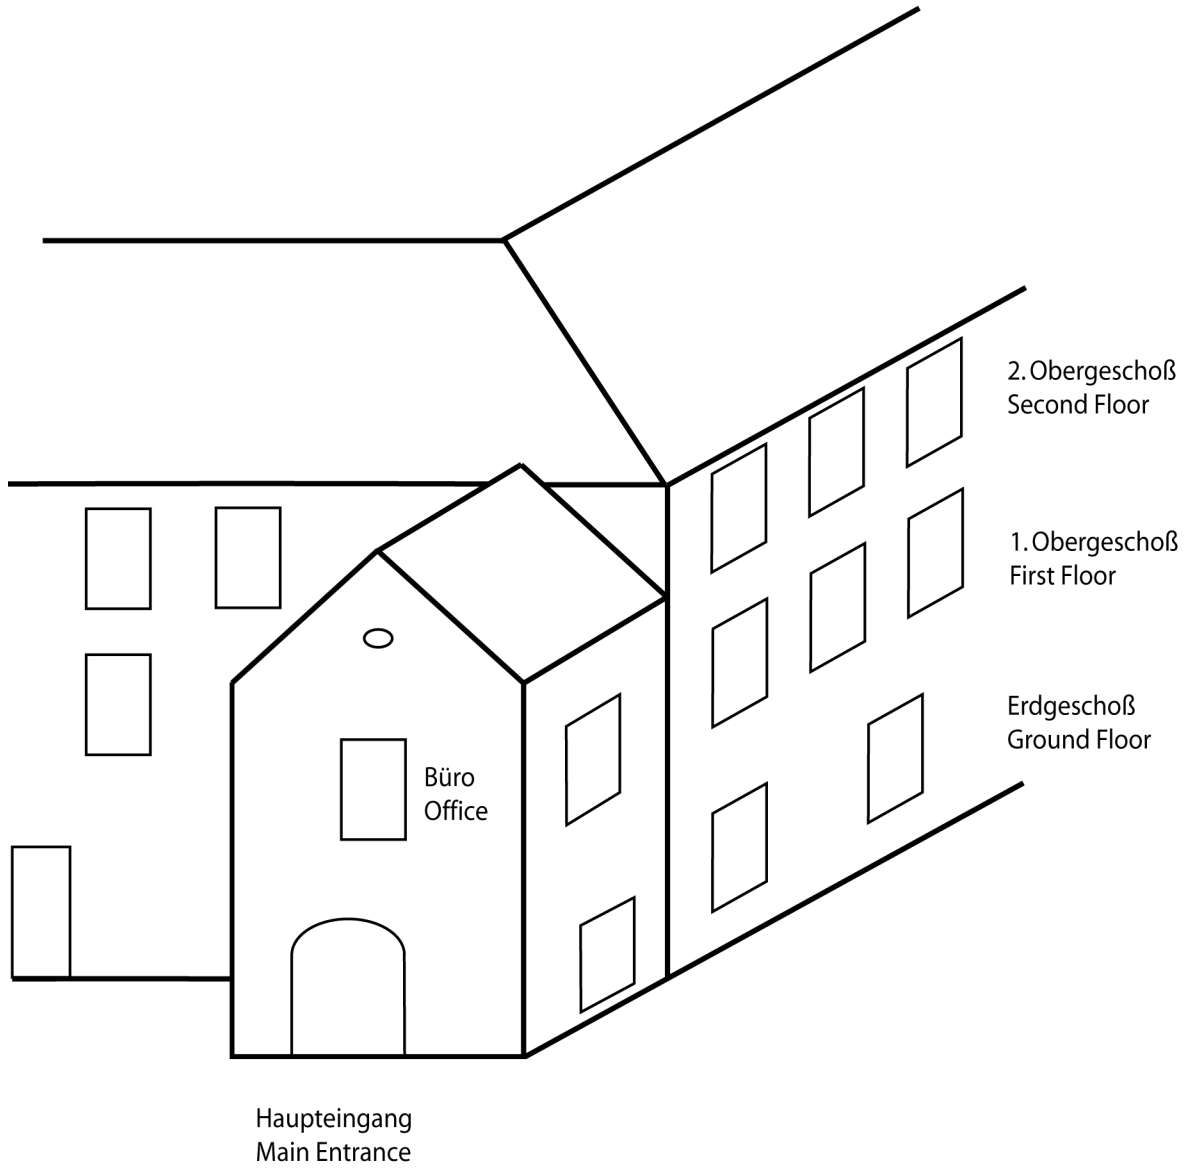 2. Obergeschoß
Second Floor
1. Obergeschoß
First Floor
Erdgeschoß
Ground Floor
Büro
Office
Haupteingang
Main Entrance